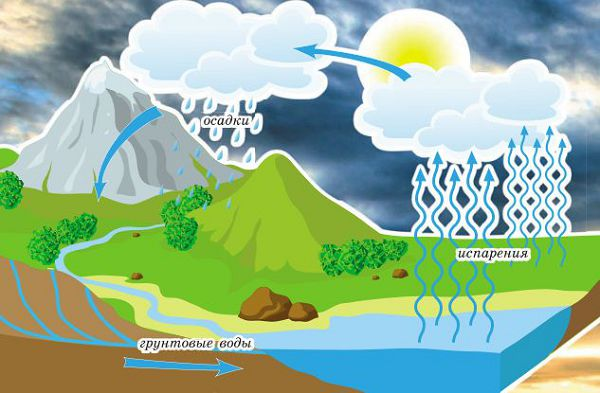 осадки
испарения
грунтовые воды